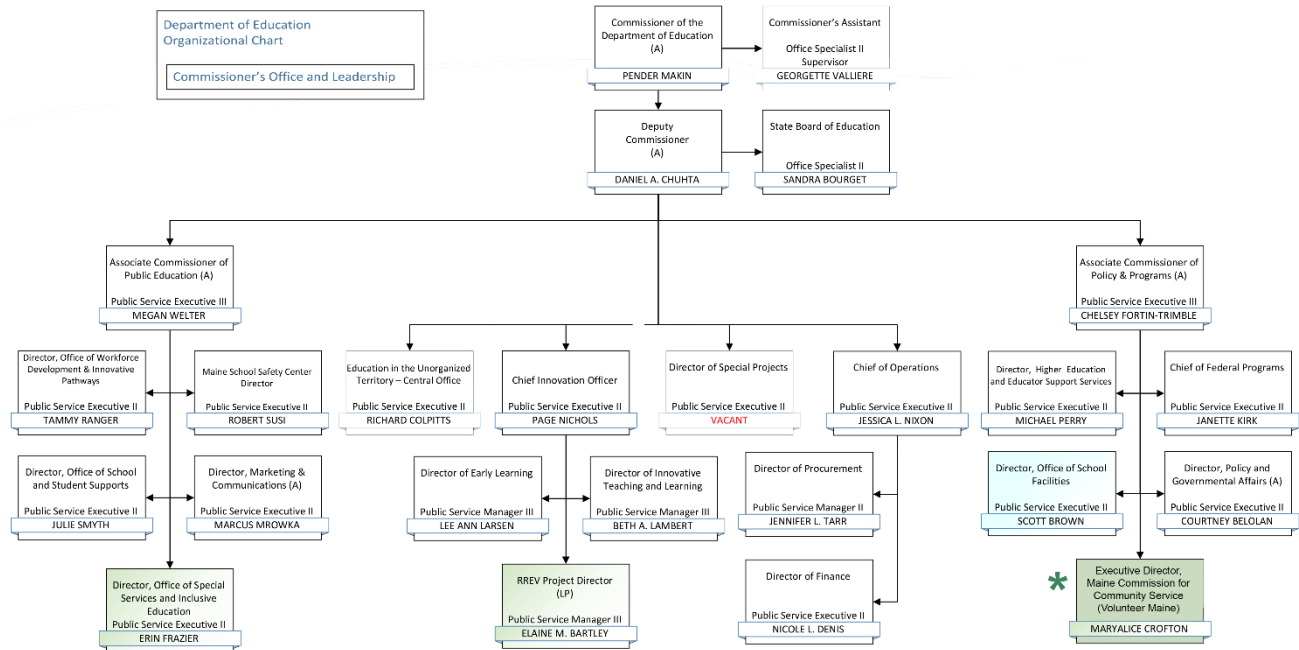 Department of Education
Organizational Chart
Commissioner's Office and Leadership
Commissioner of the
Department of Education
(A)
PENDER MAKIN
Commissioner's Assistant
Office Specialist II
Supervisor
GEORGETTE VALLIERE
Deputy
Commissioner
(A)
DANIEL A. CHUHTA
State Board of Education
Office Specialist II
SANDRA BOURGET
Associate Commissioner of
Public Education (A)
Public Service Executive III
MEGAN WELTER
Associate Commissioner of
Policy & Programs (A)
Public Service Executive III
CHELSEY FORTIN-TRIMBLE
Director, Office of Workforce
Development & Innovative
Pathways
Public Service Executive II
TAMMY RANGER
Maine School Safety Center
Director
Public Service Executive II
ROBERT SUSI
Education in the Unorganized
Territory – Central Office
Public Service Executive II
RICHARD COLPITTS
Chief Innovation Officer
Public Service Executive II
PAGE NICHOLS
Director of Special Projects
Public Service Executive II
VACANT
Chief of Operations
Public Service Executive II
JESSICA L. NIXON
Director, Higher Education
and Educator Support Services
Public Service Executive II
MICHAEL PERRY
Chief of Federal Programs
Public Service Executive II
JANETTE KIRK
Director, Office of School
and Student Supports
Public Service Executive II
JULIE SMYTH
Director, Marketing &
Communications (A)
Public Service Executive II
MARCUS MROWKA
Director of Early Learning
Public Service Manager III
LEE ANN LARSEN
Director of Innovative
Teaching and Learning
Public Service Manager III
BETH A. LAMBERT
Director of Procurement
Public Service Manager II
JENNIFER L. TARR
Director, Office of School
Facilities
Public Service Executive II
SCOTT BROWN
Director, Policy and
Governmental Affairs (A)
Public Service Executive II
COURTNEY BELOLAN
Director, Office of Special
Services and Inclusive
Education
Public Service Executive II
ERIN FRAZIER
RREV Project Director
(LP)
Public Service Manager III
ELAINE M. BARTLEY
Director of Finance
Public Service Executive II
NICOLE L. DENIS
*
Executive Director,
Maine Commission for
Community Service
(Volunteer Maine)
MARYALICE CROFTON